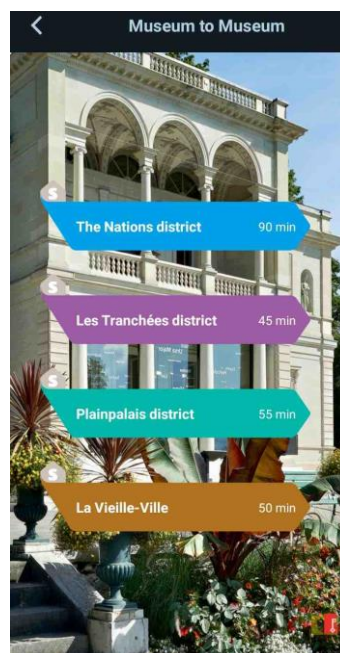 Museum to Museum
S
The Nations district 90 min
S
Les Tranchées district 45 min
S
Plainpalais district 55 min
S
La Vieille-Ville 50 min